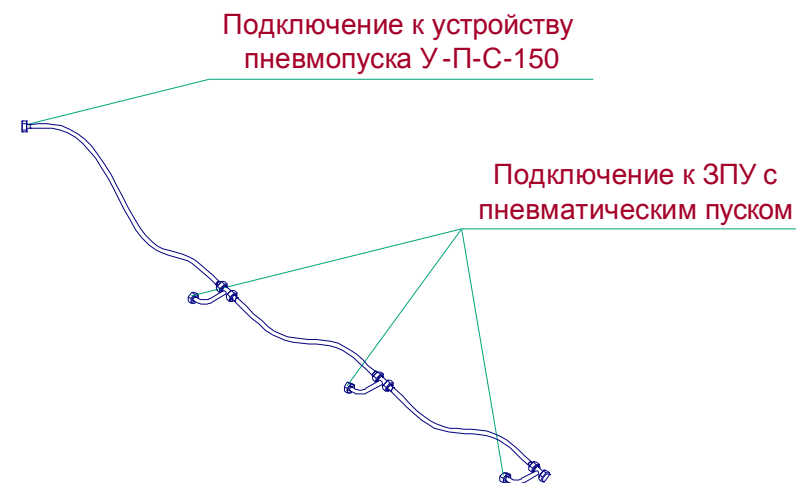 Подключение к устройству
пневмопуска У -П-С-150
Подключение к ЗПУ с
пневматическим пуском